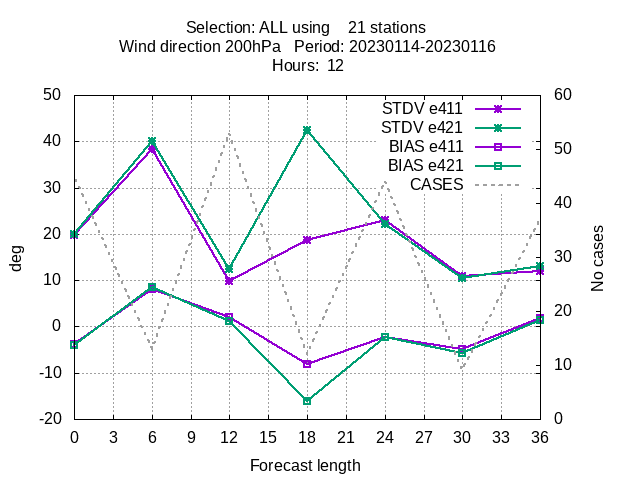 Selection: ALL using    21 stations
Wind direction 200hPa   Period: 20230114-20230116
Hours:  12
50
40
30
20
10
0
-10
-20
60
50
40
30
20
10
0
STDV e411
STDV e421
BIAS e411
BIAS e421
CASES
deg
No cases
0 3 6 9 12 15 18 21 24 27 30 33 36
Forecast length